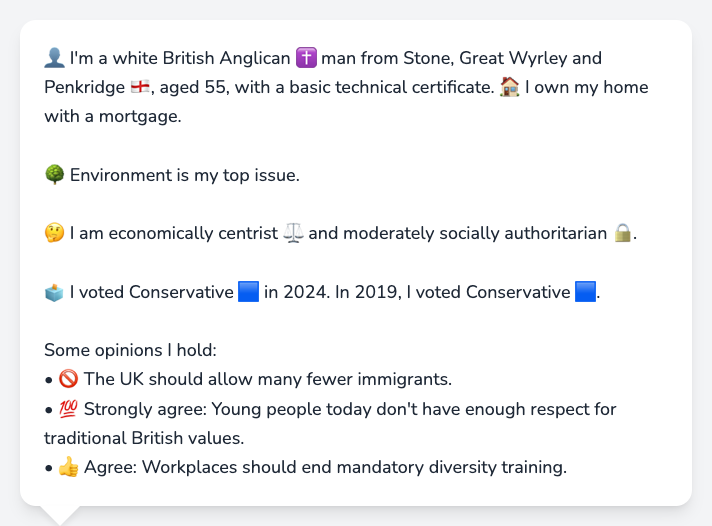 👤 I'm a white British Anglican ✝️ man from Stone, Great Wyrley and
Penkridge 🏴󠁧󠁢󠁥󠁮󠁧󠁿, aged 55, with a basic technical certificate. 🏠 I own my home
with a mortgage.
🌳 Environment is my top issue.
🤔 I am economically centrist ⚖️ and moderately socially authoritarian 🔒.
🗳️ I voted Conservative 🟦 in 2024. In 2019, I voted Conservative 🟦.
Some opinions I hold:
• 🚫 The UK should allow many fewer immigrants.
• 💯 Strongly agree: Young people today don't have enough respect for
traditional British values.
• 👍 Agree: Workplaces should end mandatory diversity training.